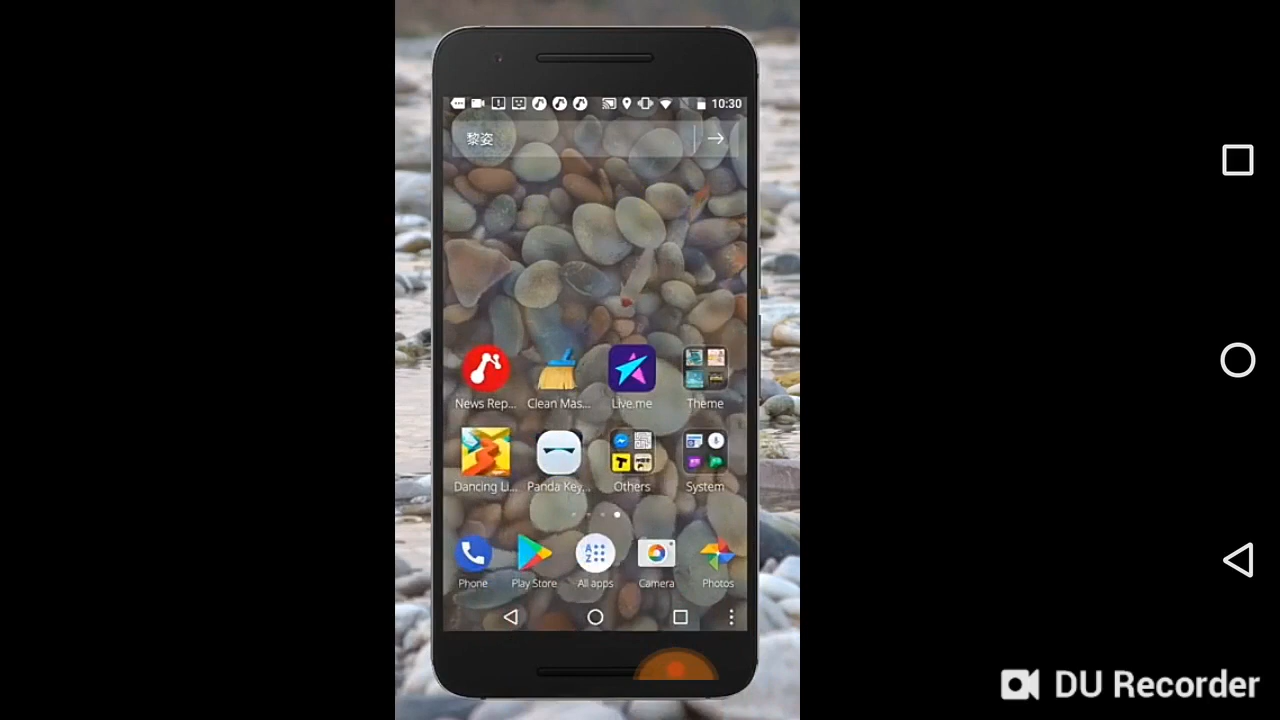 10:30
黎姿
News Rep... Clean Mas... Live.me Theme
Dancing Li... Panda Key... Others System
Phone Play Store All apps Camera Photos
DU Recorder